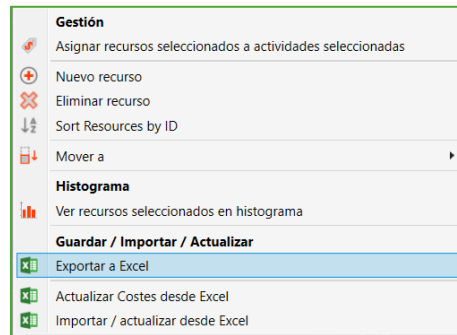 Gestión
Asignar recursos seleccionados a actividades seleccionadas
Nuevo recurso
Eliminar recurso
Sort Resources by ID
Mover a
Histograma
Ver recursos seleccionados en histograma
Guardar / Importar / Actualizar
Exportar a Excel
Actualizar Costes desde Excel
Importar / actualizar desde Excel